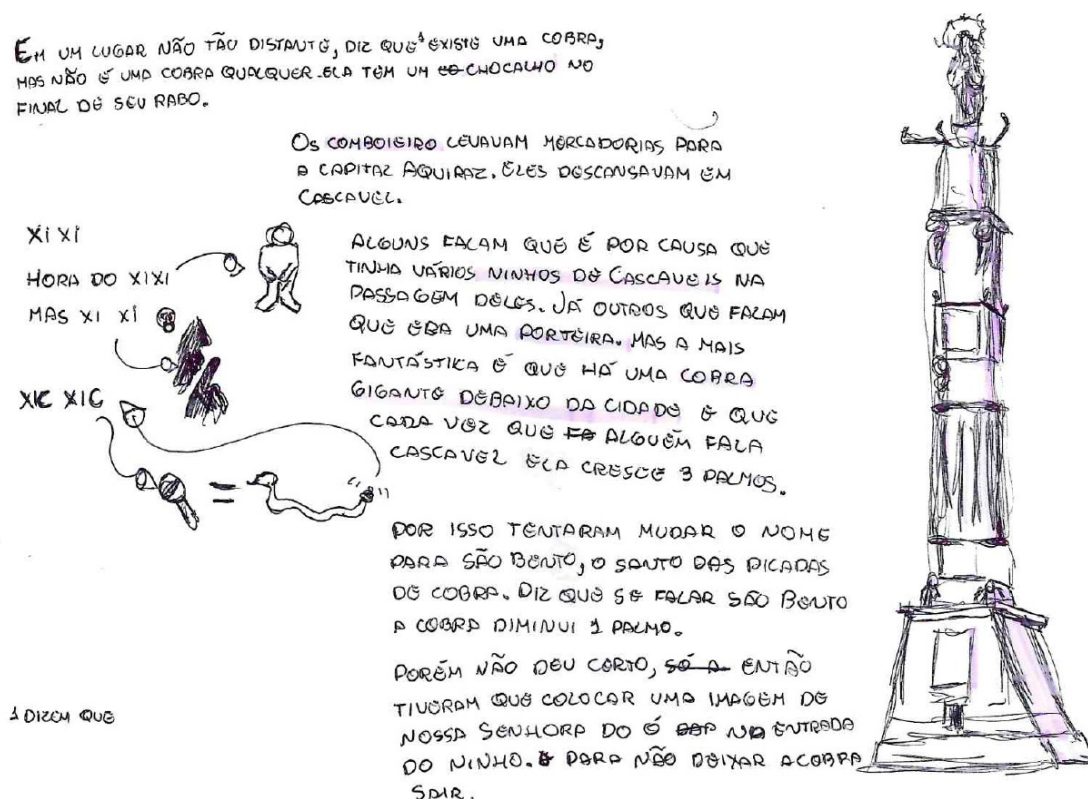 EM UM LUGAR NÃO TÃO DISTANTE, DIZ QUE¹ EXISTE UMA COBRA,
MAS NÃO É UMA COBRA QUALQUER. ELA TEM UM CHOCALHO NO
FINAL DE SEU RABO.
OS COMBOIEIRO LEVAVAM MERCADORIAS PARA
A CAPITAL AQUIRAZ. ELES DESCANSAVAM EM
CASCAVEL.
XI XI
HORA DO XIXI
MAS XI XI
XIC XIC
ALGUNS FALAM QUE É POR CAUSA QUE
TINHA VÁRIOS NINHOS DE CASCAVEIS NA
PASSAGEM DELES. JÁ OUTROS QUE FALAM
QUE ERA UMA PORTEIRA. MAS A MAIS
FANTÁSTIKA É QUE HÁ UMA COBRA
GIGANTE DEBAIXO DA CIDADE E QUE
CADA VEZ QUE FA ALGUÉM FALA
CASCAVEL ELA CRESCE 3 PALMOS.
POR ISSO TENTARAM MUDAR O NOME
PARA SÃO BENTO, O SANTO DAS PICADAS
DE COBRA. DIZ QUE SE FALAR SÃO BENTO
A COBRA DIMINUI 1 PALMO.
PORÉM NÃO DEU CERTO, SÓ A ENTÃO
TIVERAM QUE COLOCAR UMA IMAGEM DE
NOSSA SENHORA DO Ó NA ENTRADA
DO NINHO. PARA NÃO DEIXAR A COBRA
SAIR.
1 DIZEM QUE